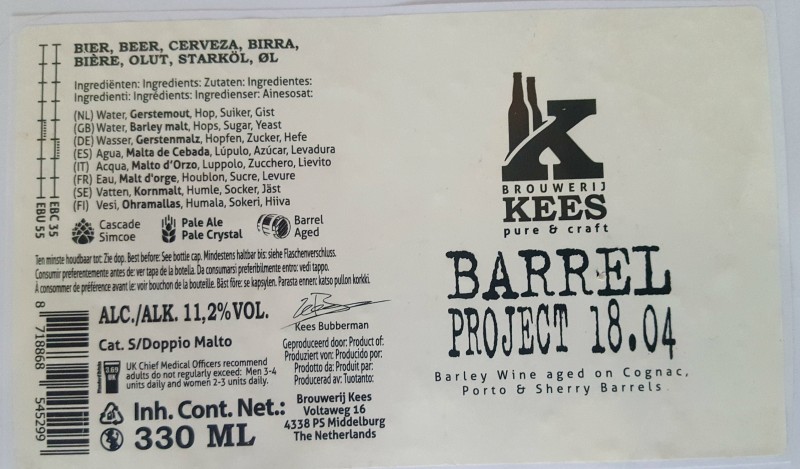 BIER, BEER, CERVEZA, BIRRA,
BIÈRE, OLUT, STARKÖL, ØL
Ingrediënten: Ingredients: Zutaten: Ingredientes:
Ingredienti: Ingrédients: Ingredienser: Ainesosat:
(NL) Water, Gerstemout, Hop, Suiker, Gist
(GB) Water, Barley malt, Hops, Sugar, Yeast
(DE) Wasser, Gerstenmalz, Hopfen, Zucker, Hefe
(ES) Agua, Malta de Cebada, Lúpulo, Azúcar, Levadura
(IT) Acqua, Malto d'Orzo, Luppolo, Zucchero, Lievito
(FR) Eau, Malt d'orge, Houblon, Sucre, Levure
(SE) Vatten, Kornmalt, Humle, Socker, Jäst
(FI) Vesi, Ohramallas, Humala, Sokeri, Hiiva
EBU 55
EBC 35
Cascade
Simcoe
Pale Ale
Pale Crystal
Barrel
Aged
Ten minste houdbaar tot: Zie dop. Best before: See bottle cap. Mindestens haltbar bis: siehe Flaschenverschluss.
Consumir preferentemente antes de: ver tapa de la botella. Da consumarsi preferibilmente entro: vedi tappo.
À consommer de préférence avant le: voir bouchon de la bouteille. Bäst före: se kapsylen. Parasta ennen: katso pullon korkki.
8 718868 545299
ALC./ALK. 11,2% VOL.
Cat. S/Doppio Malto
3.69
UK
UK Chief Medical Officers recommend
adults do not regularly exceed: Men 3-4
units daily and women 2-3 units daily.
Inh. Cont. Net.:
330 ML
Kees Bubberman
Geproduceerd door: Product of:
Produziert von: Producido por:
Prodotto da: Produit par:
Producerad av: Tuotanto:
Brouwerij Kees
Voltaweg 16
4338 PS Middelburg
The Netherlands
K
BROUWERIJ
KEES
pure & craft
BARREL
PROJECT 18.04
Barley Wine aged on Cognac,
Porto & Sherry Barrels